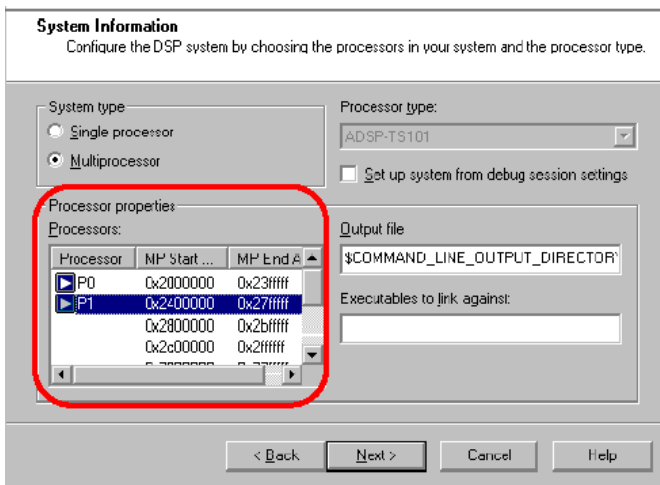 System Information
Configure the DSP system by choosing the processors in your system and the processor type.
System type
Single processor
Multiprocessor
Processor type:
ADSP-TS101
Set up system from debug session settings
Processor properties
Processors:
Processor MP Start ... MP End A
P0 0x2000000 0x23fffff
P1 0x2400000 0x27fffff
0x2800000 0x2bfffff
0x2c00000 0x2ffffff
Output file
$COMMAND_LINE_OUTPUT_DIRECTORY
Executables to link against:
< Back
Next >
Cancel
Help